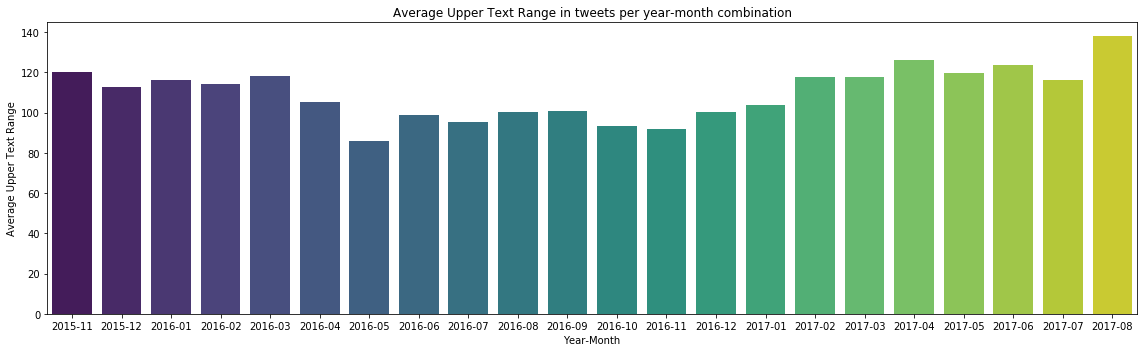 Average Upper Text Range in tweets per year-month combination
Average Upper Text Range
140
120
100
80
60
40
20
0
2015-11 2015-12 2016-01 2016-02 2016-03 2016-04 2016-05 2016-06 2016-07 2016-08 2016-09 2016-10 2016-11 2016-12 2017-01 2017-02 2017-03 2017-04 2017-05 2017-06 2017-07 2017-08
Year-Month